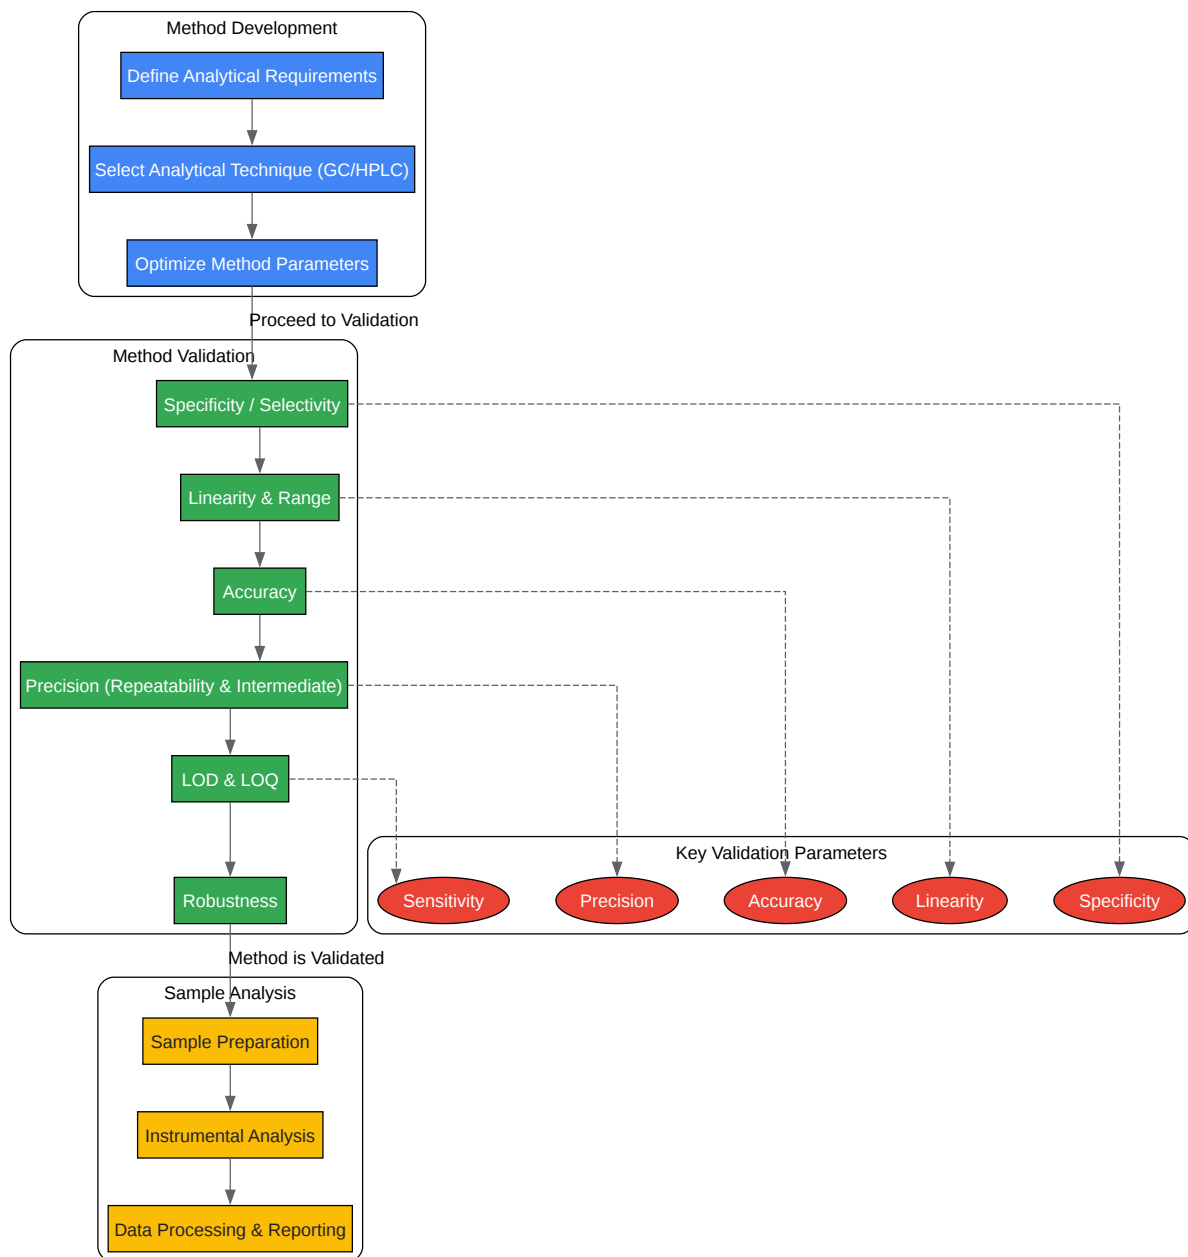 Method Development
Define Analytical Requirements
Select Analytical Technique (GC/HPLC)
Optimize Method Parameters
Proceed to Validation
Method Validation
Specificity / Selectivity
Linearity & Range
Accuracy
Precision (Repeatability & Intermediate)
LOD & LOQ
Robustness
Key Validation Parameters
Sensitivity
Precision
Accuracy
Linearity
Specificity
Method is Validated
Sample Analysis
Sample Preparation
Instrumental Analysis
Data Processing & Reporting